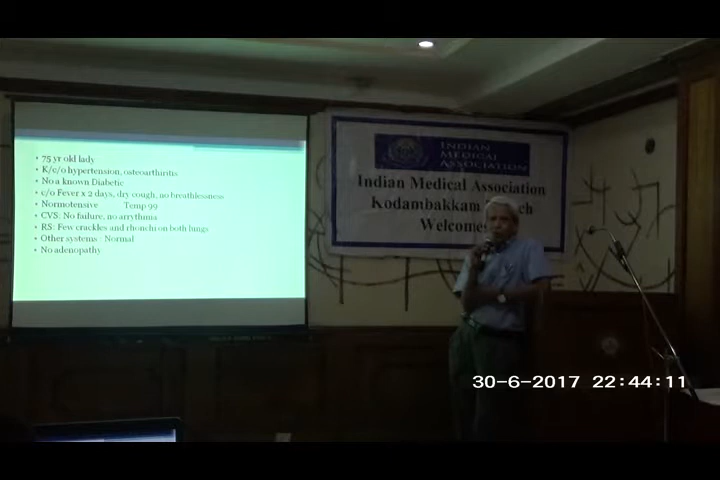 • 75 yr okl lady
• K/c/o hypertension, osteoarthritis
• No a known Diabetic
• c/o Fever x 2 days, dry cough, no breathlessness
• Normotensive Temp 99
• CVS: No failure, no arrythmia
• RS: Few crackles and rhonchi on both lungs
• Other systems : Normal
• No adenopathy
INDIAN
MEDICAL
ASSOCIATION
Indian Medical Association
Kodambakkam ch
Welcome
30-6-2017 22:44:11